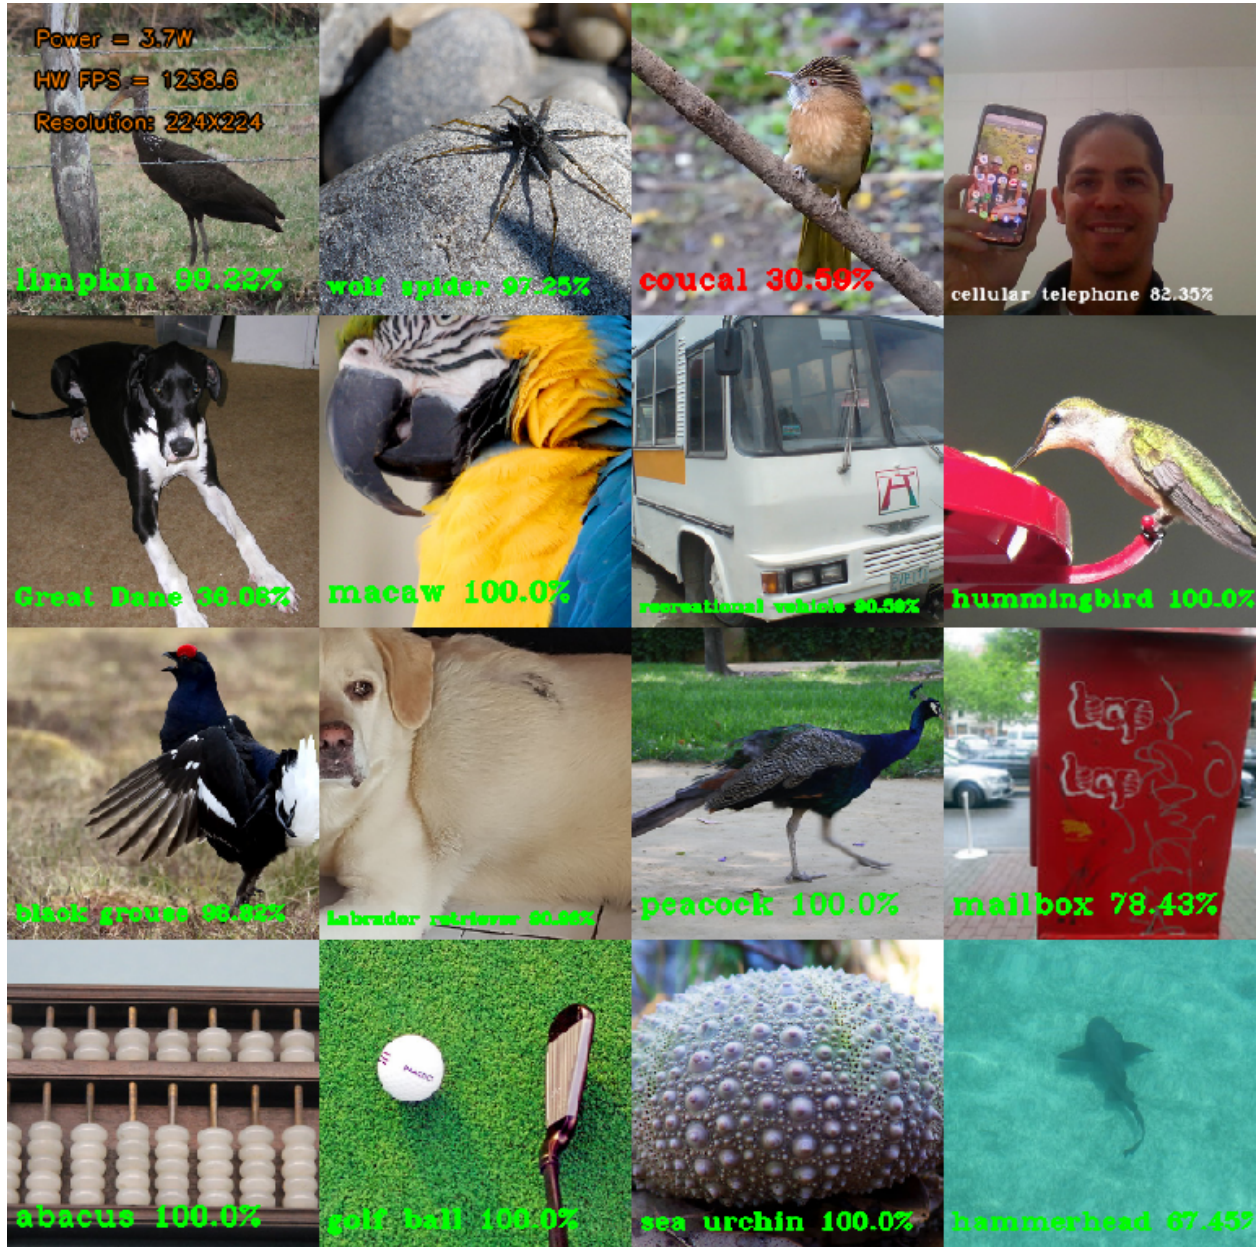 Power = 3.7W
HW FPS = 1238.6
Resolution: 224X224
limpkin 99.22%
wolf spider 97.25%
coucal 30.59%
cellular telephone 82.35%
Great Dane 36.08%
macaw 100.0%
recreational vehicle 90.59%
hummingbird 100.0%
black grouse 98.82%
Labrador retriever
peacock 100.0%
mailbox 78.43%
abacus 100.0%
golf ball 100.0%
sea urchin 100.0%
hammerhead 67.45%